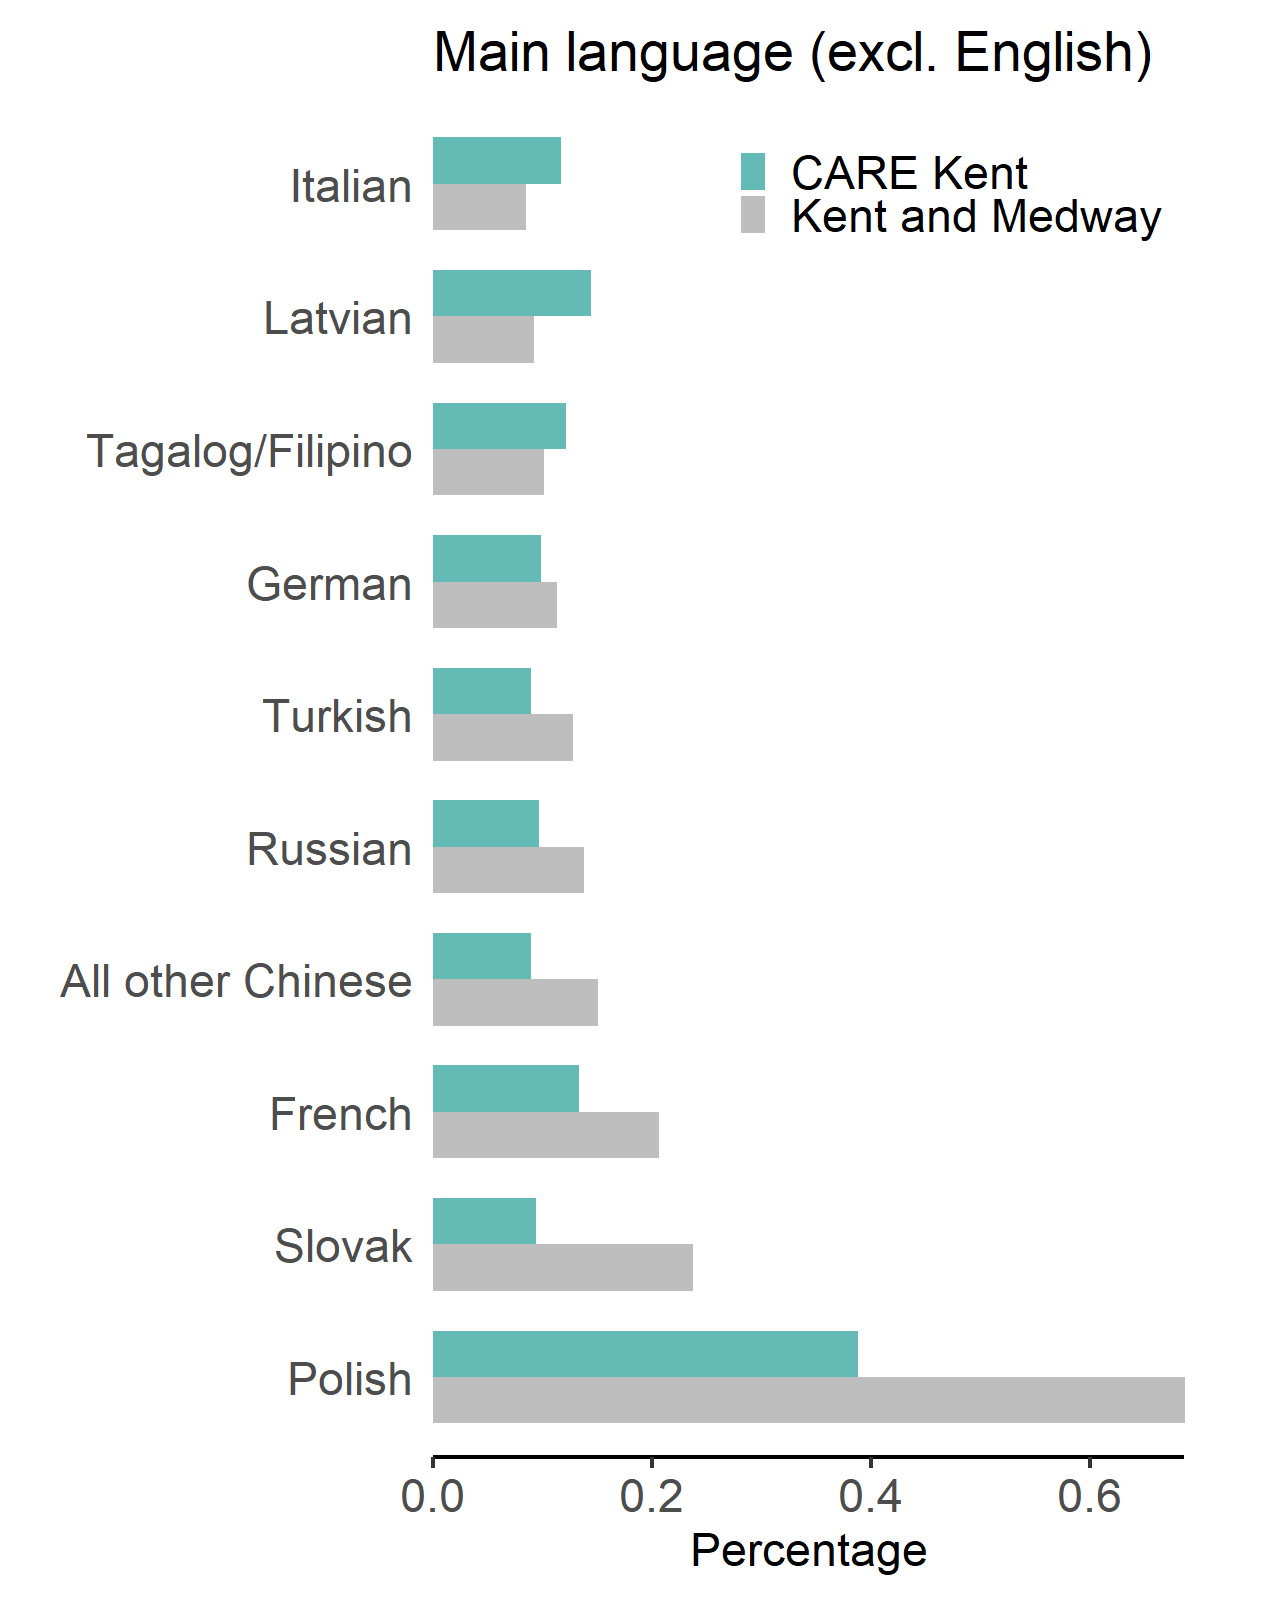 Main language (excl. English)
CARE Kent
Kent and Medway
Italian
Latvian
Tagalog/Filipino
German
Turkish
Russian
All other Chinese
French
Slovak
Polish
0.0 0.2 0.4 0.6
Percentage